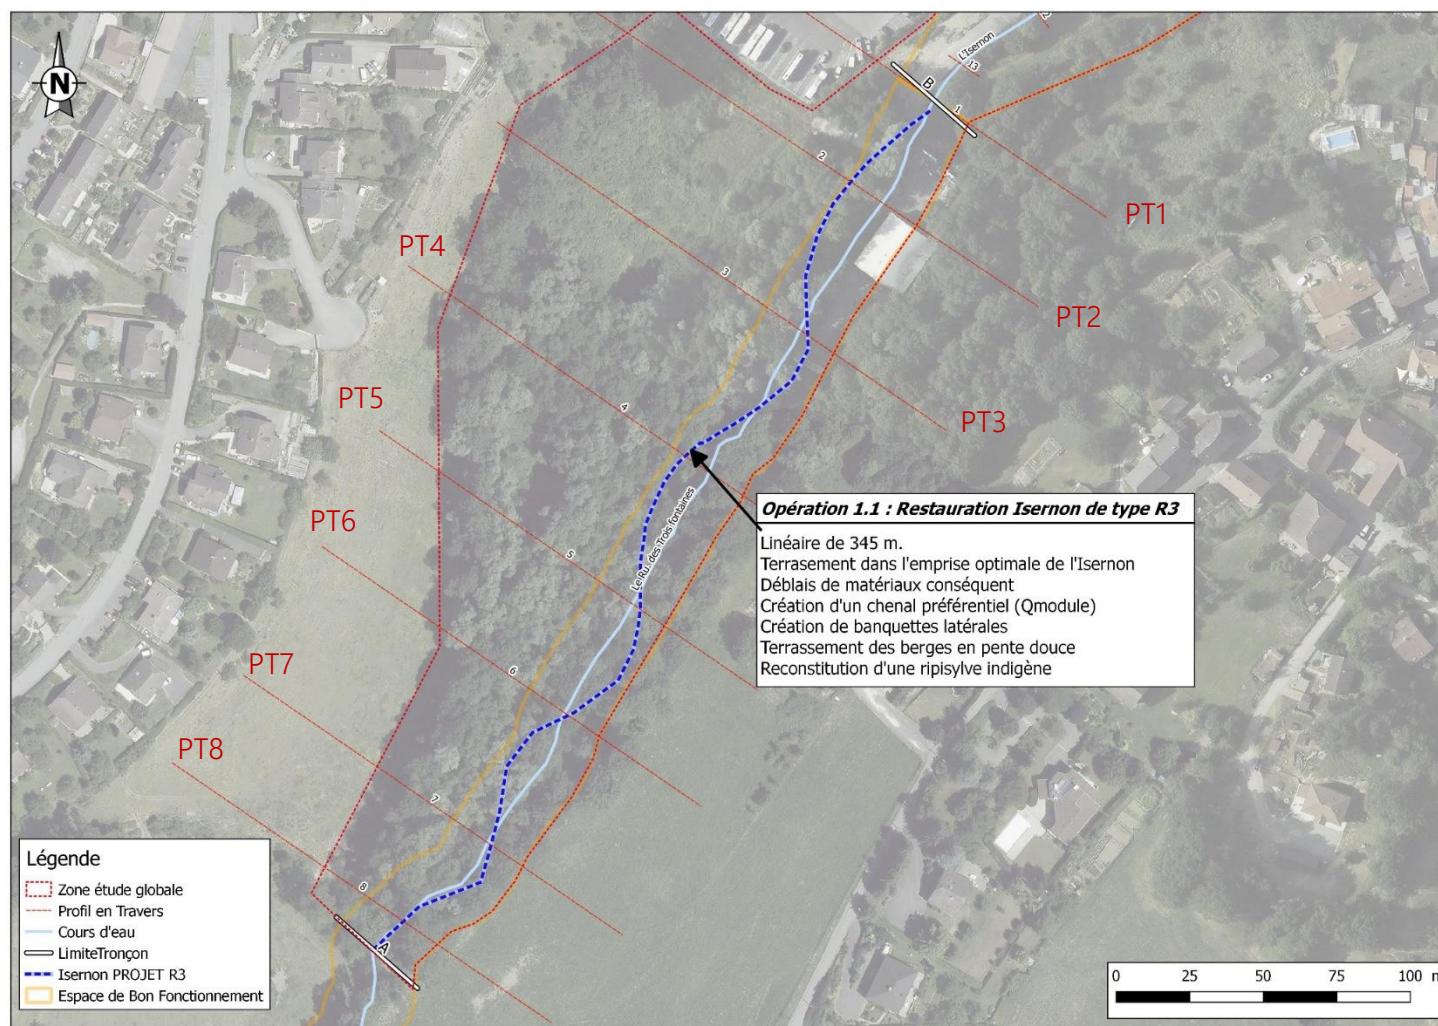 N
L'Isernon
12
13
B
1
PT1
2
PT2
3
PT3
PT4
4
PT5
5
Le Ru. des Trois fontaines
PT6
6
PT7
7
PT8
8
A
Opération 1.1 : Restauration Isernon de type R3
Linéaire de 345 m.
Terrasement dans l'emprise optimale de l'Isernon
Déblais de matériaux conséquent
Création d'un chenal préférentiel (Qmodule)
Création de banquettes latérales
Terrassement des berges en pente douce
Reconstitution d'une ripisylve indigène
Légende
Zone étude globale
Profil en Travers
Cours d'eau
LimiteTronçon
Isernon PROJET R3
Espace de Bon Fonctionnement
0 25 50 75 100 m